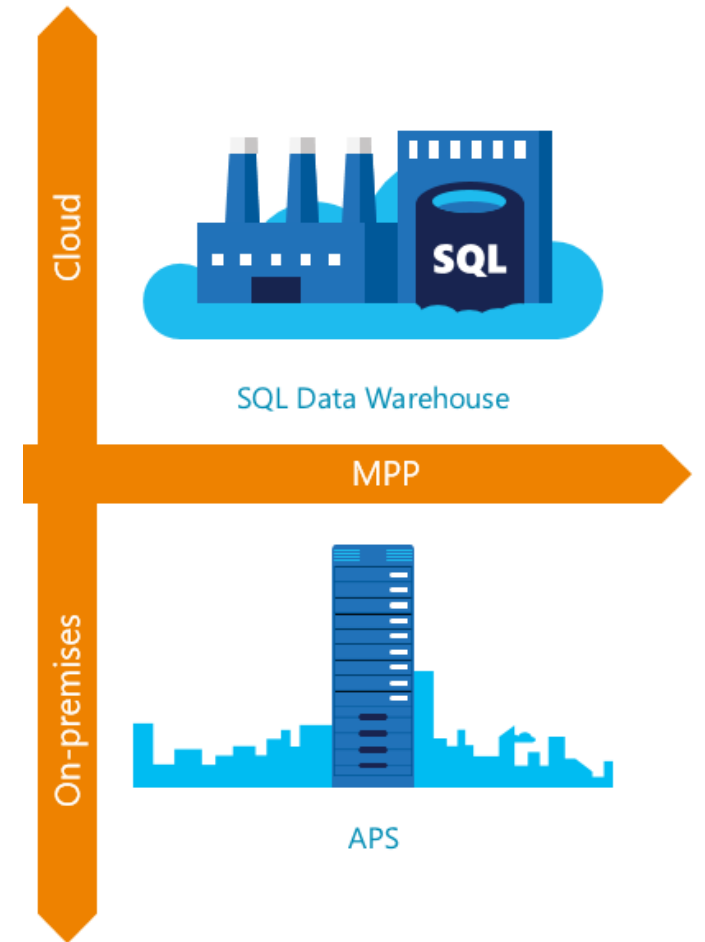 Cloud
SQL
SQL Data Warehouse
MPP
On-premises
APS